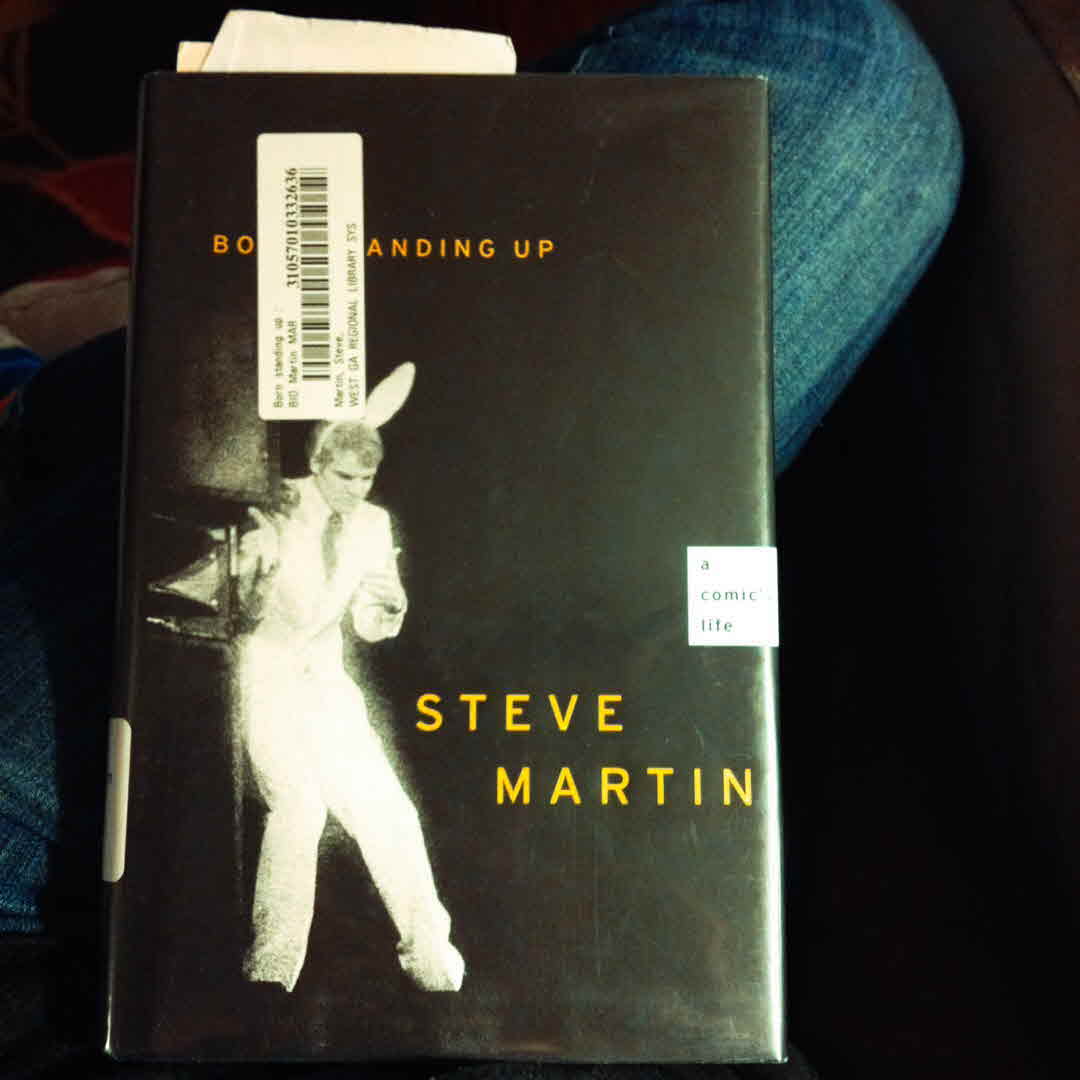 BO ANDING UP
Born standing up :
BIO Martin MAR
31057010332636
Martin, Steve,
WEST GA REGIONAL LIBRARY SYS
a
comic's
life
STEVE
MARTIN